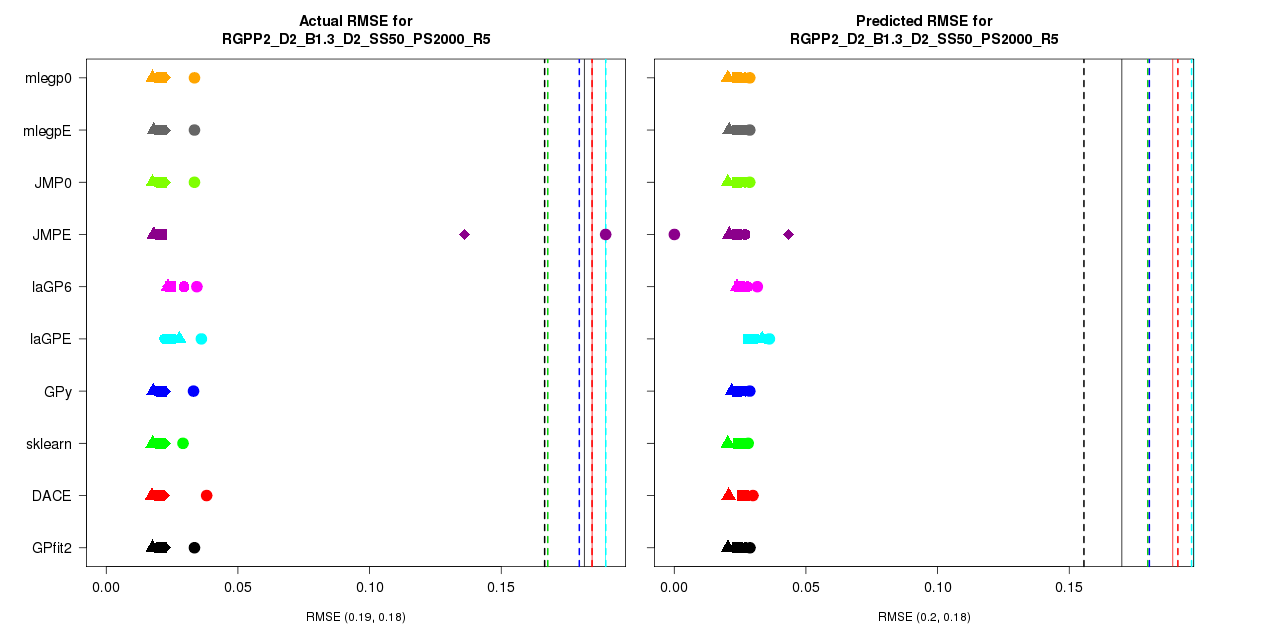 Actual RMSE for
RGPP2_D2_B1.3_D2_SS50_PS2000_R5
Predicted RMSE for
RGPP2_D2_B1.3_D2_SS50_PS2000_R5
mlegp0
mlegpE
JMP0
JMPE
laGP6
laGPE
GPy
sklearn
DACE
GPfit2
0.00 0.05 0.10 0.15
0.00 0.05 0.10 0.15
RMSE (0.19, 0.18)
RMSE (0.2, 0.18)